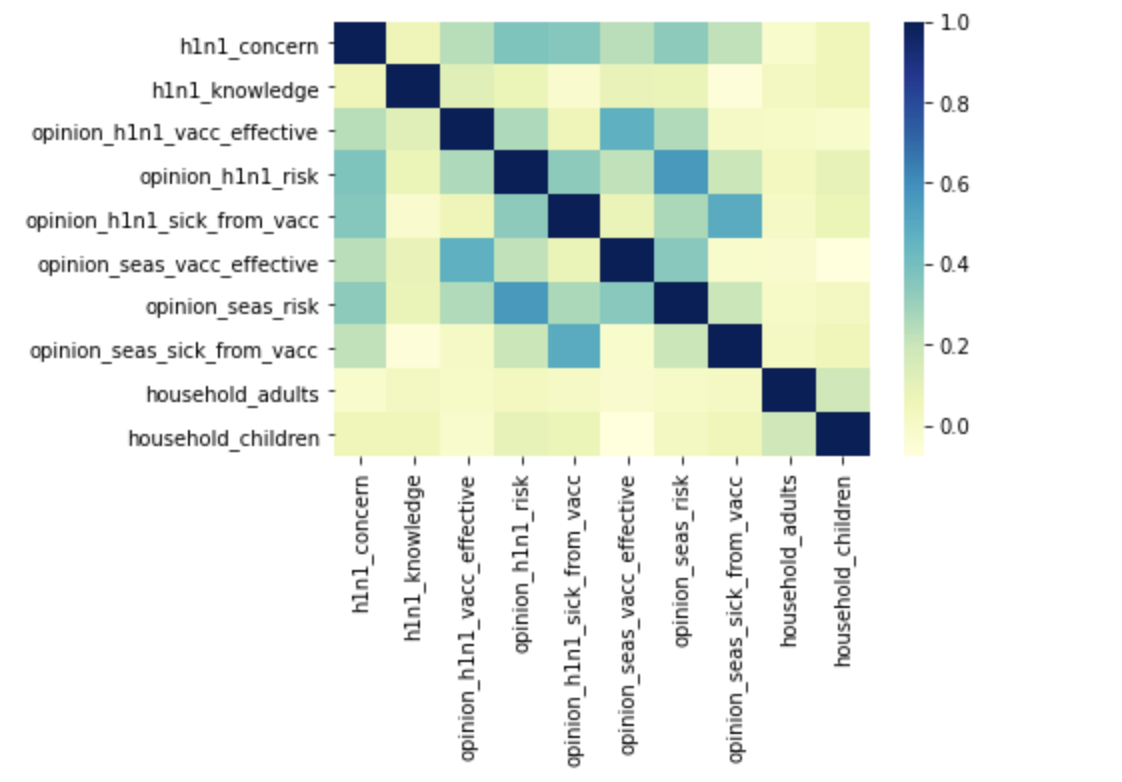 h1n1_concern
h1n1_knowledge
opinion_h1n1_vacc_effective
opinion_h1n1_risk
opinion_h1n1_sick_from_vacc
opinion_seas_vacc_effective
opinion_seas_risk
opinion_seas_sick_from_vacc
household_adults
household_children
h1n1_concern
h1n1_knowledge
opinion_h1n1_vacc_effective
opinion_h1n1_risk
opinion_h1n1_sick_from_vacc
opinion_seas_vacc_effective
opinion_seas_risk
opinion_seas_sick_from_vacc
household_adults
household_children
1.0
0.8
0.6
0.4
0.2
0.0